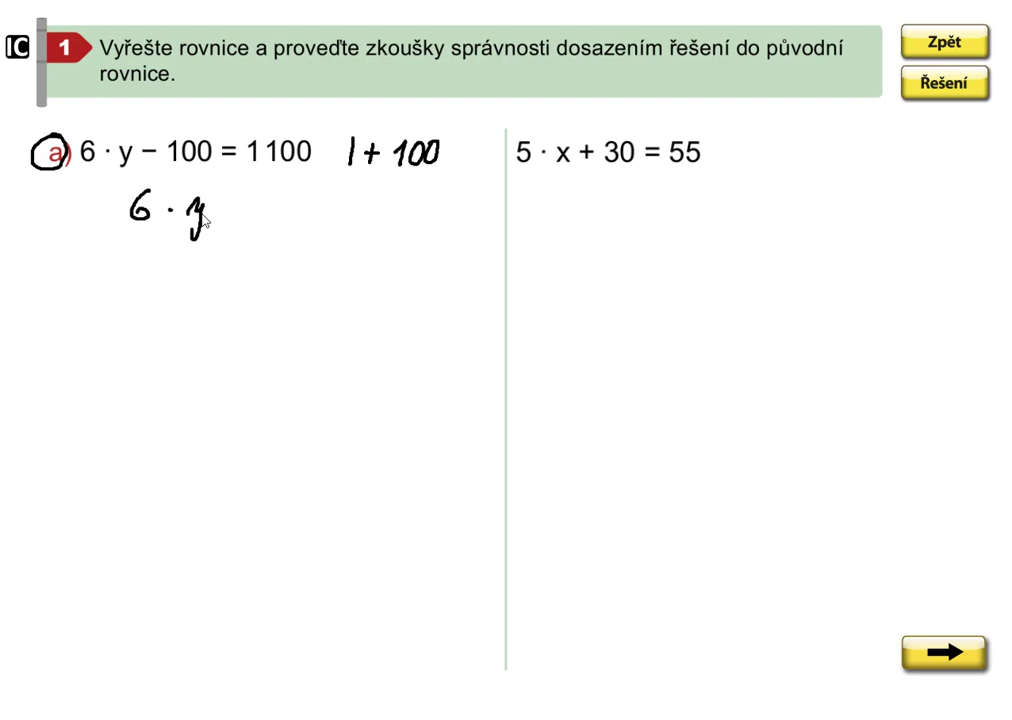 IC
1
Vyřešte rovnice a proveďte zkoušky správnosti dosazením řešení do původní
rovnice.
Zpět
Řešení
a) 6 · y − 100 = 1 100 | + 100
6 · y
5 · x + 30 = 55